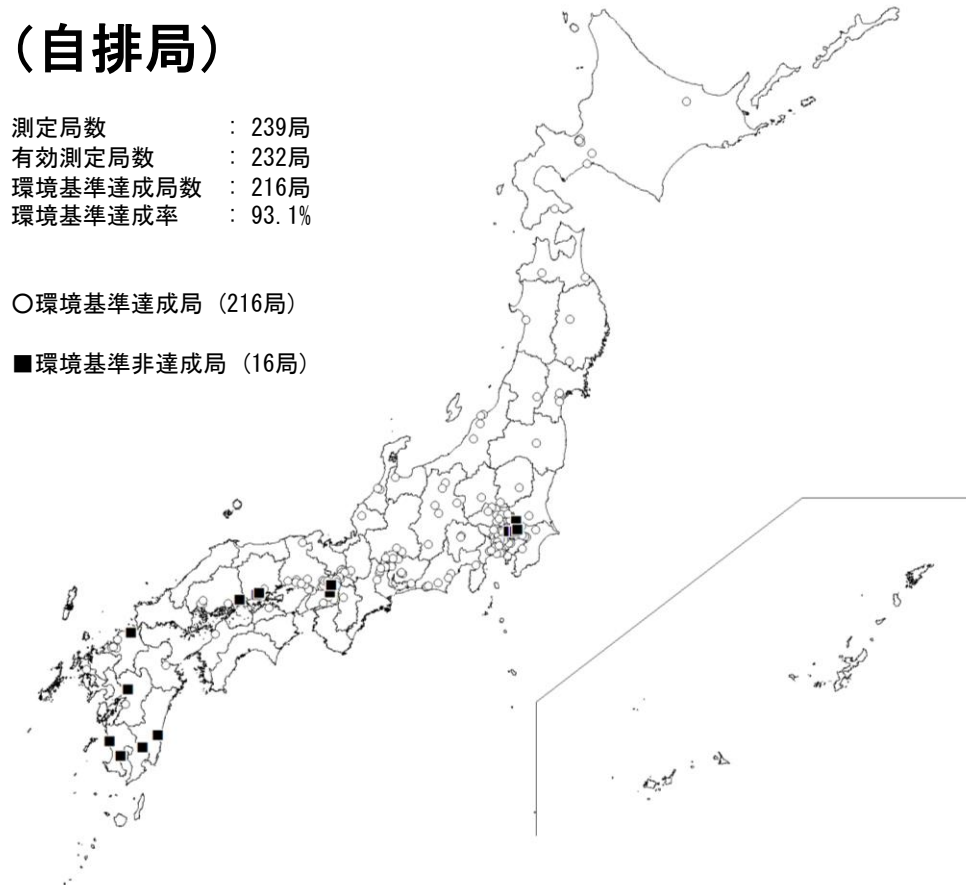 （自排局）
測定局数 ： 239局
有効測定局数 ： 232局
環境基準達成局数 ： 216局
環境基準達成率 ： 93.1%
○環境基準達成局 (216局)
■環境基準非達成局 (16局)